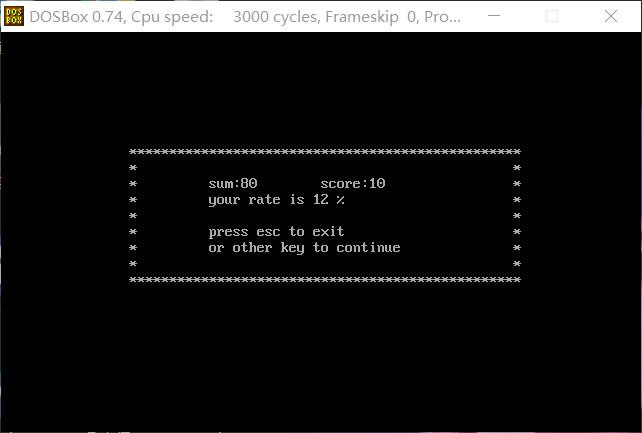 DOS BOX
DOSBox 0.74, Cpu speed: 3000 cycles, Frameskip 0, Pro...
*************************************************
* *
* sum:80 score:10 *
* your rate is 12 % *
* *
* press esc to exit *
* or other key to continue *
* *
*************************************************